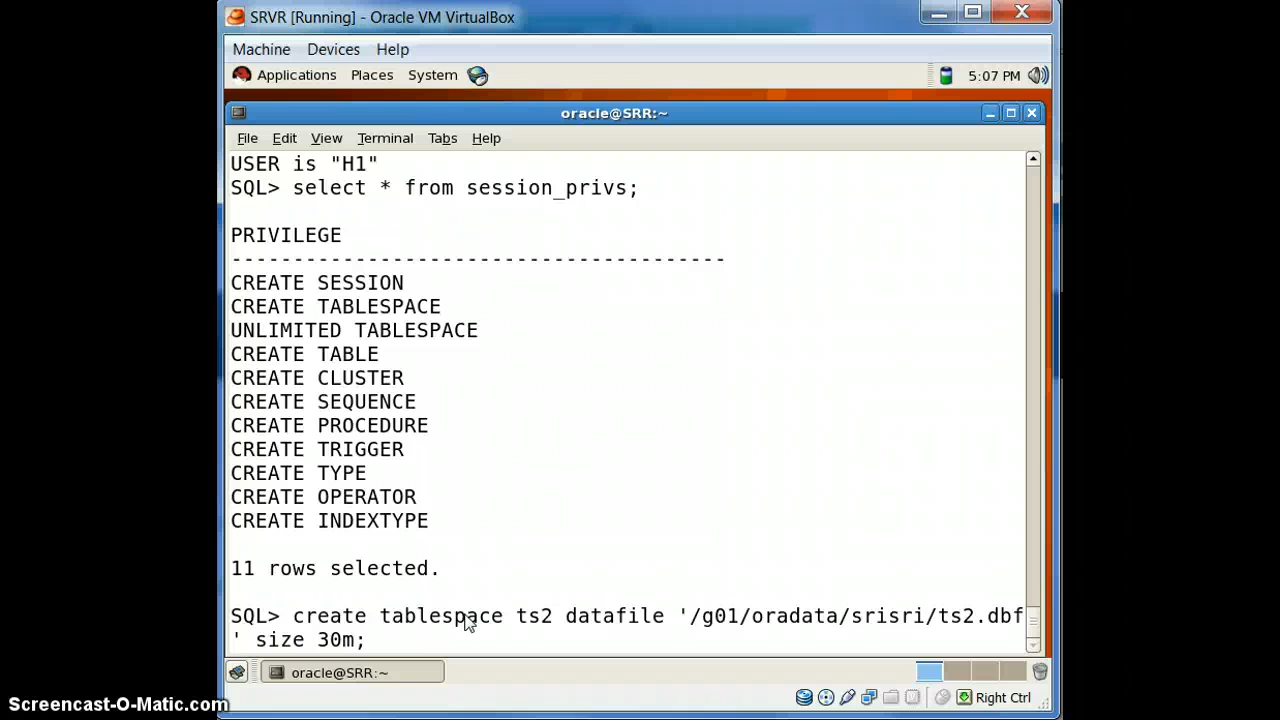 SRVR [Running] - Oracle VM VirtualBox
Machine Devices Help
Applications Places System 5:07 PM
oracle@SRR:~
File Edit View Terminal Tabs Help
USER is "H1"
SQL> select * from session_privs;
PRIVILEGE
----------------------------------------
CREATE SESSION
CREATE TABLESPACE
UNLIMITED TABLESPACE
CREATE TABLE
CREATE CLUSTER
CREATE SEQUENCE
CREATE PROCEDURE
CREATE TRIGGER
CREATE TYPE
CREATE OPERATOR
CREATE INDEXTYPE
11 rows selected.
SQL> create tablespace ts2 datafile '/g01/oradata/srisri/ts2.dbf
' size 30m;
oracle@SRR:~
Right Ctrl
Screencast-O-Matic.com